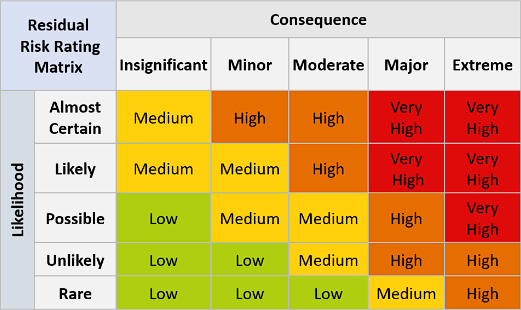 Residual
Risk Rating
Matrix
Consequence
Insignificant Minor Moderate Major Extreme
Likelihood
Almost
Certain
Medium High High Very
High Very
High
Likely Medium Medium High Very
High Very
High
Possible Low Medium Medium High Very
High
Unlikely Low Low Medium High High
Rare Low Low Low Medium High